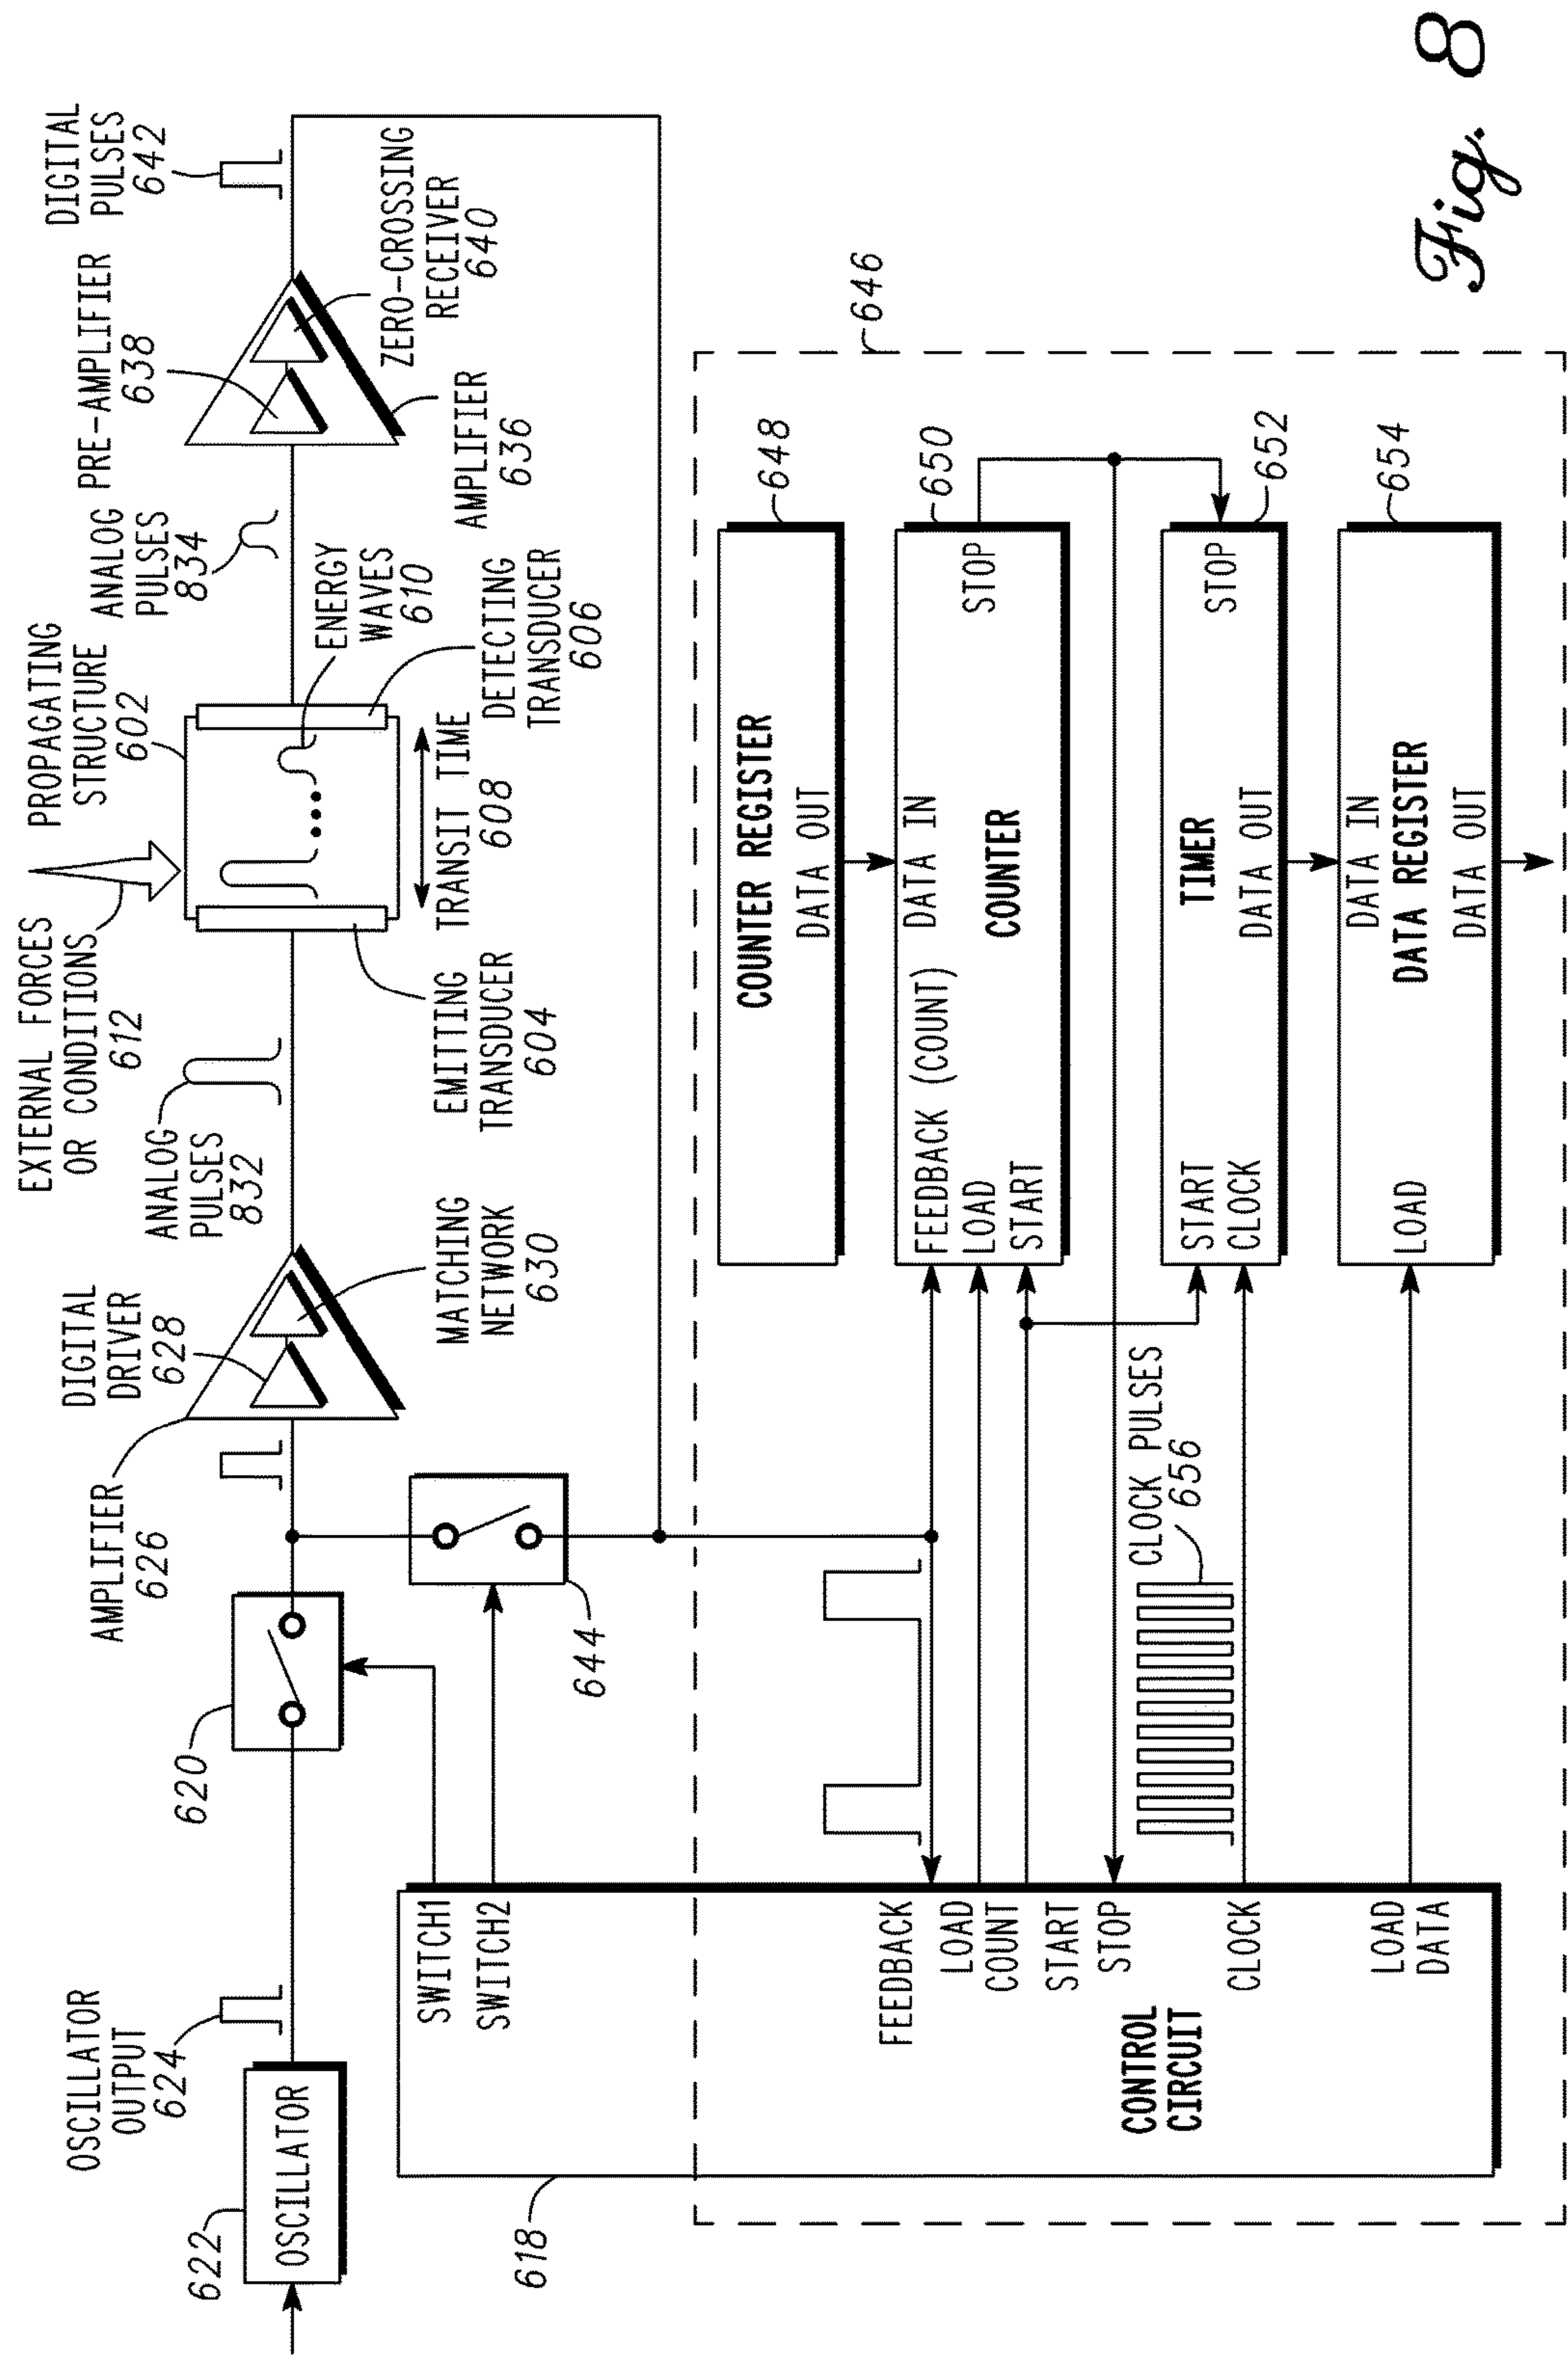 EXTERNAL FORCES
OR CONDITIONS
612
PROPAGATING
STRUCTURE
602
OSCILLATOR
OUTPUT
624
AMPLIFIER
626
DIGITAL
DRIVER
628
ANALOG
PULSES
832
ANALOG
PULSES
834
PRE-AMPLIFIER
638
DIGITAL
PULSES
642
622
OSCILLATOR
620
MATCHING
NETWORK
630
EMITTING
TRANSDUCER
604
TRANSIT TIME
608
ENERGY
WAVES
610
DETECTING
TRANSDUCER
606
AMPLIFIER
636
ZERO-CROSSING
RECEIVER
640
644
618
SWITCH1
SWITCH2
FEEDBACK
LOAD
COUNT
START
STOP
CLOCK
LOAD
DATA
CONTROL
CIRCUIT
646
COUNTER REGISTER
DATA OUT
648
FEEDBACK (COUNT)
DATA IN
LOAD
START
COUNTER
STOP
650
CLOCK PULSES
656
START
CLOCK
TIMER
DATA OUT
STOP
652
DATA IN
LOAD
DATA REGISTER
DATA OUT
654
Fig. 8